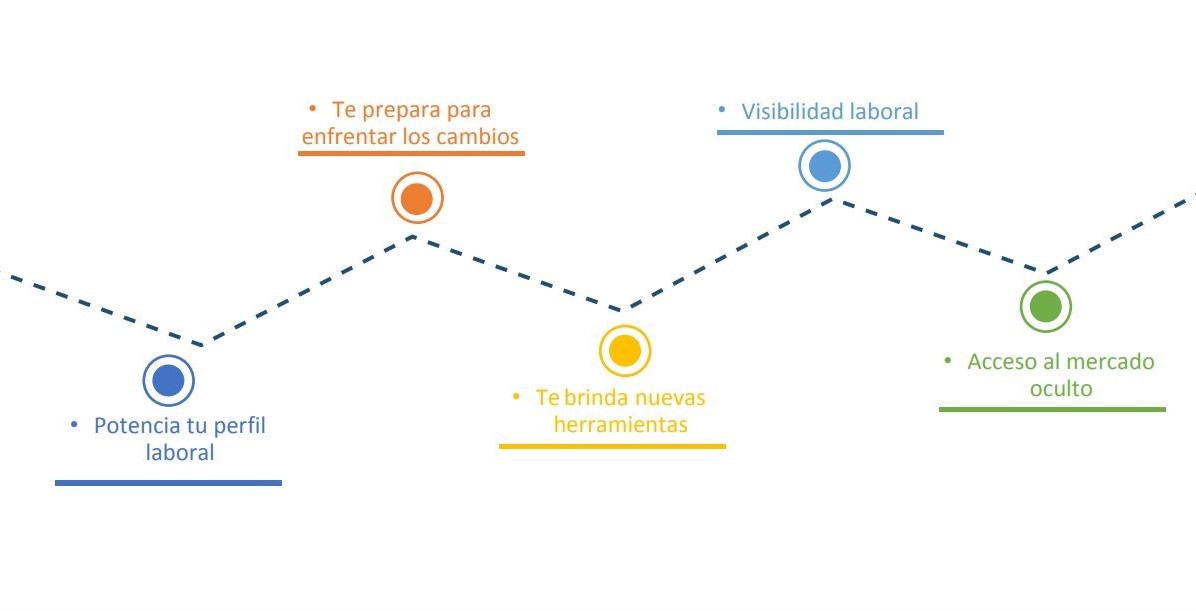 • Potencia tu perfil
laboral
• Te prepara para
enfrentar los cambios
• Te brinda nuevas
herramientas
• Visibilidad laboral
• Acceso al mercado
oculto